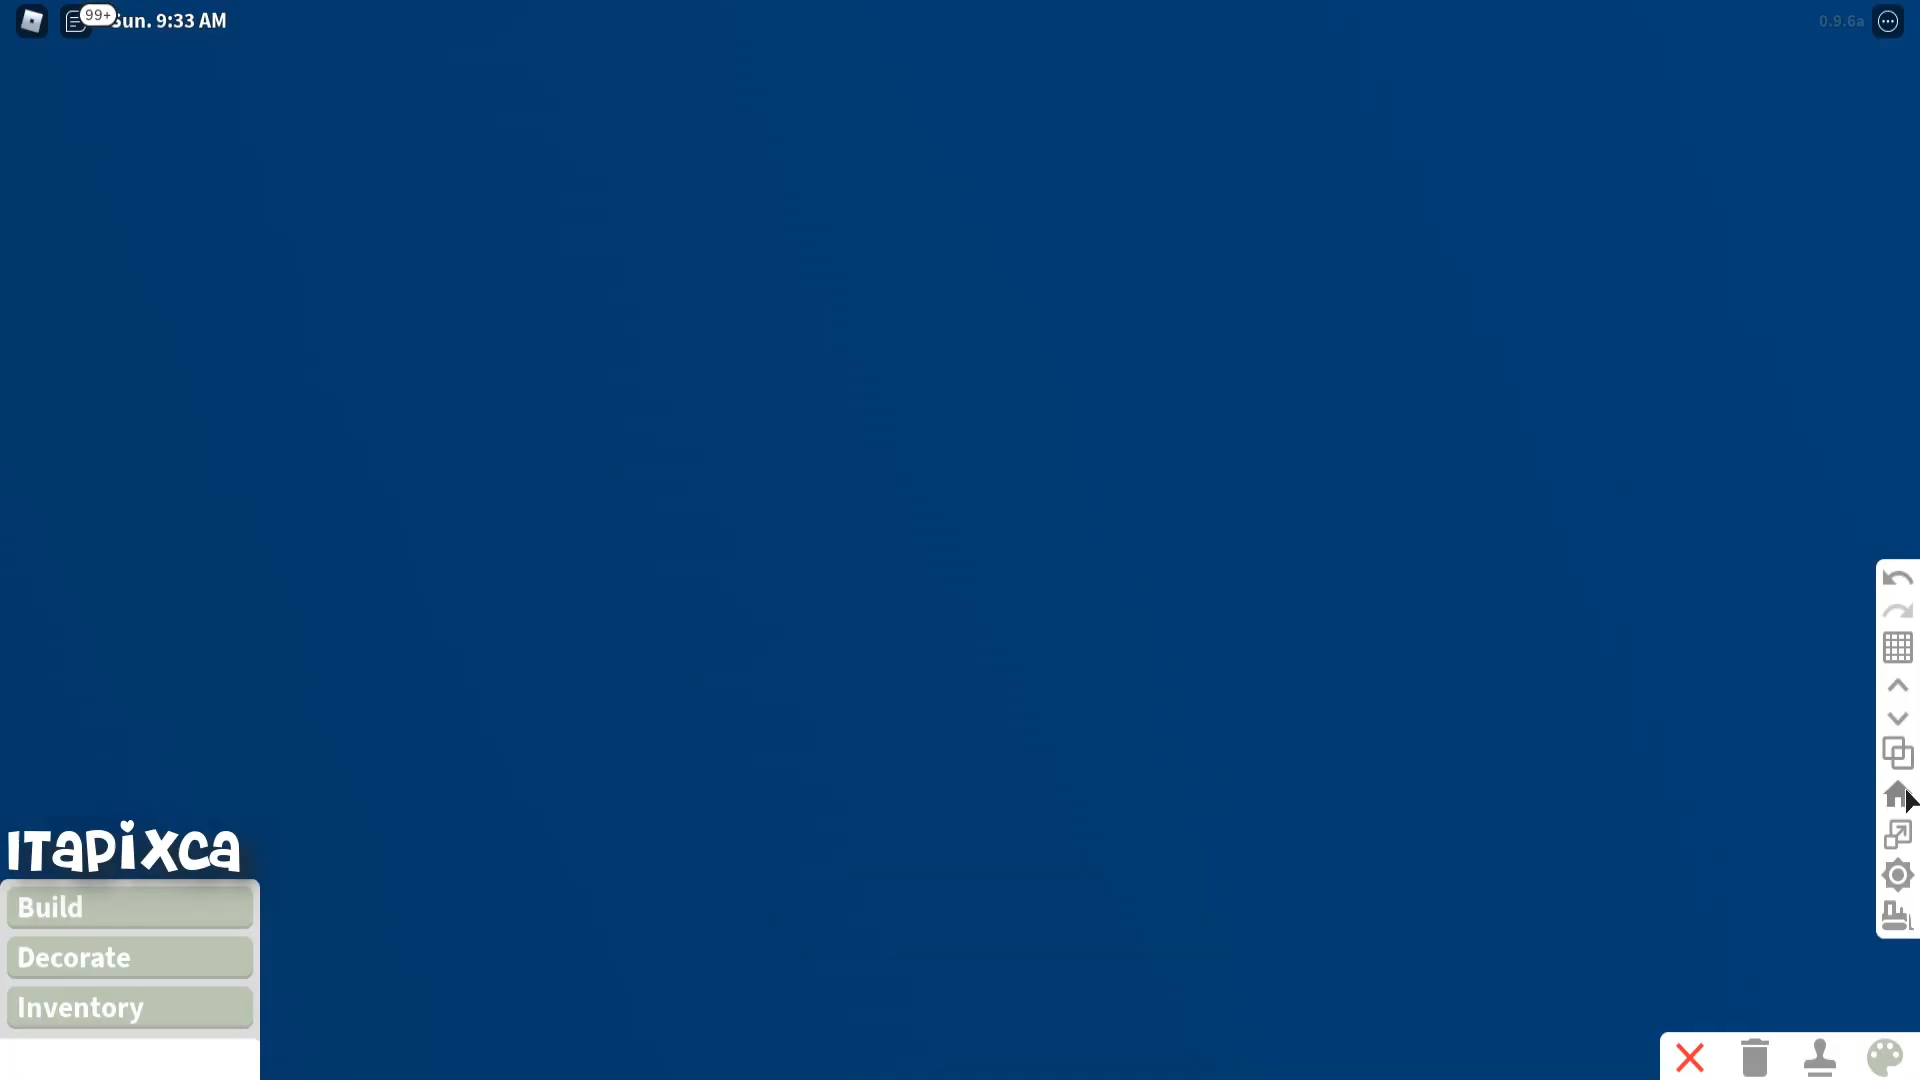 99+
Sun. 9:33 AM
0.9.6a
ITapixca
Build
Decorate
Inventory